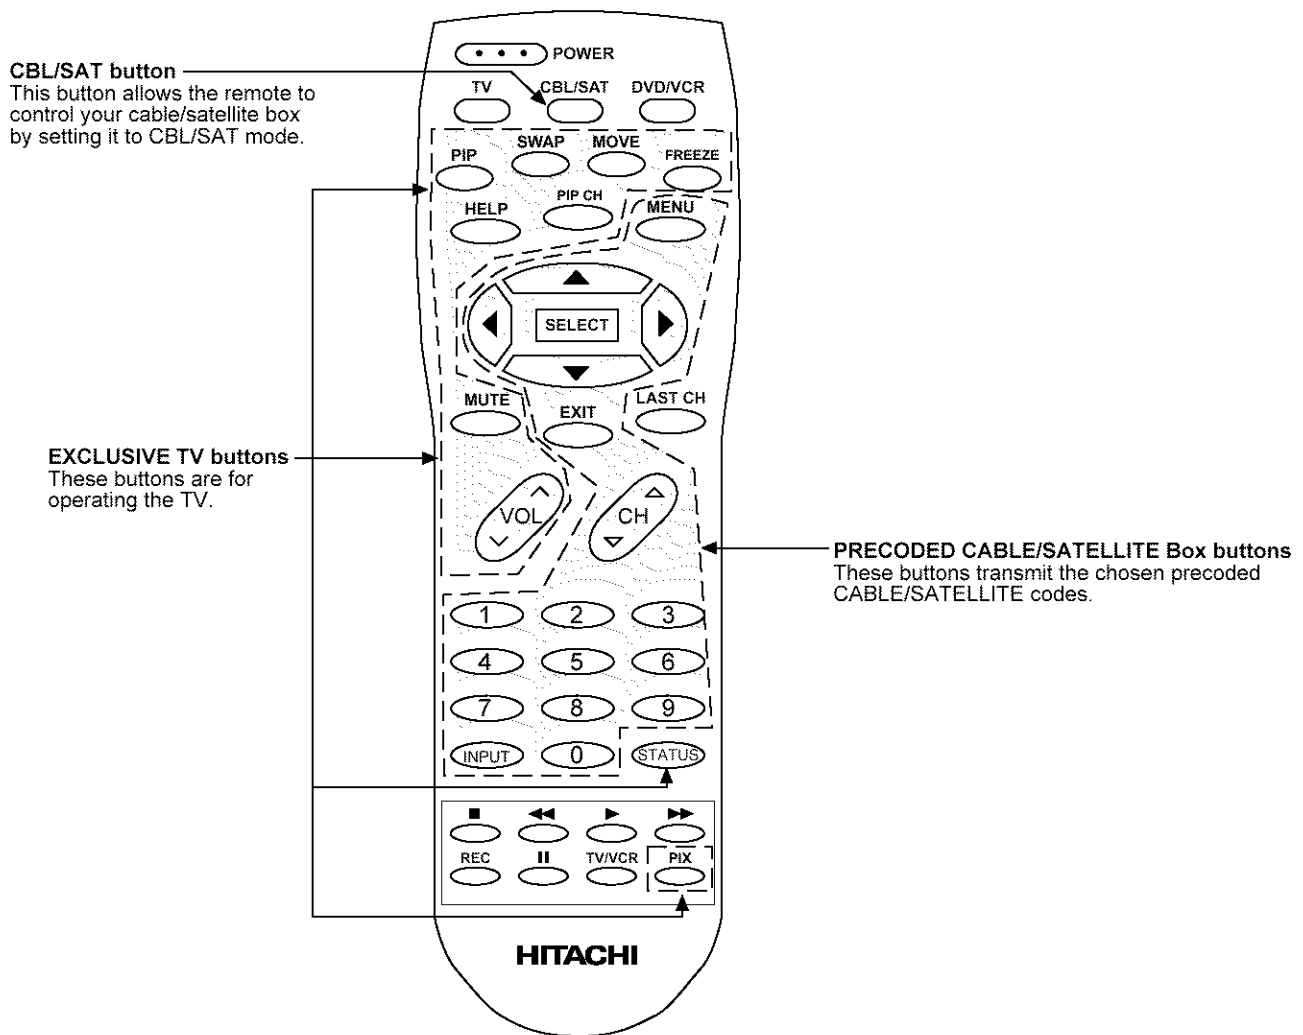 POWER
CBL/SAT button
This button allows the remote to
control your cable/satellite box
by setting it to CBL/SAT mode.
TV CBL/SAT DVD/VCR
PIP SWAP MOVE FREEZE
HELP PIP CH MENU
SELECT
MUTE EXIT LAST CH
EXCLUSIVE TV buttons
These buttons are for
operating the TV.
VOL CH
PRECODED CABLE/SATELLITE Box buttons
These buttons transmit the chosen precoded
CABLE/SATELLITE codes.
1 2 3
4 5 6
7 8 9
INPUT 0 STATUS
REC TV/VCR PIX
HITACHI